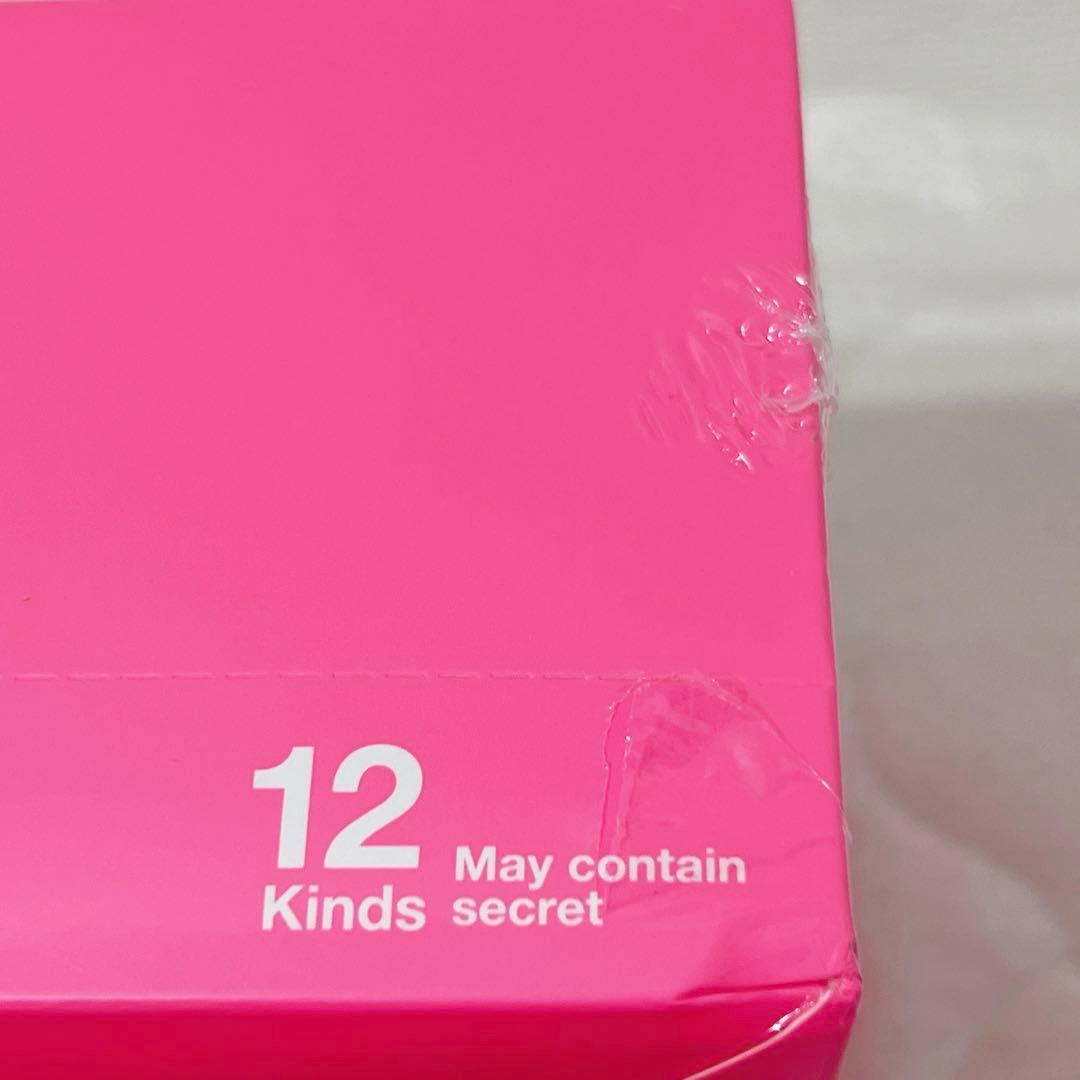 12
Kinds
May contain
secret